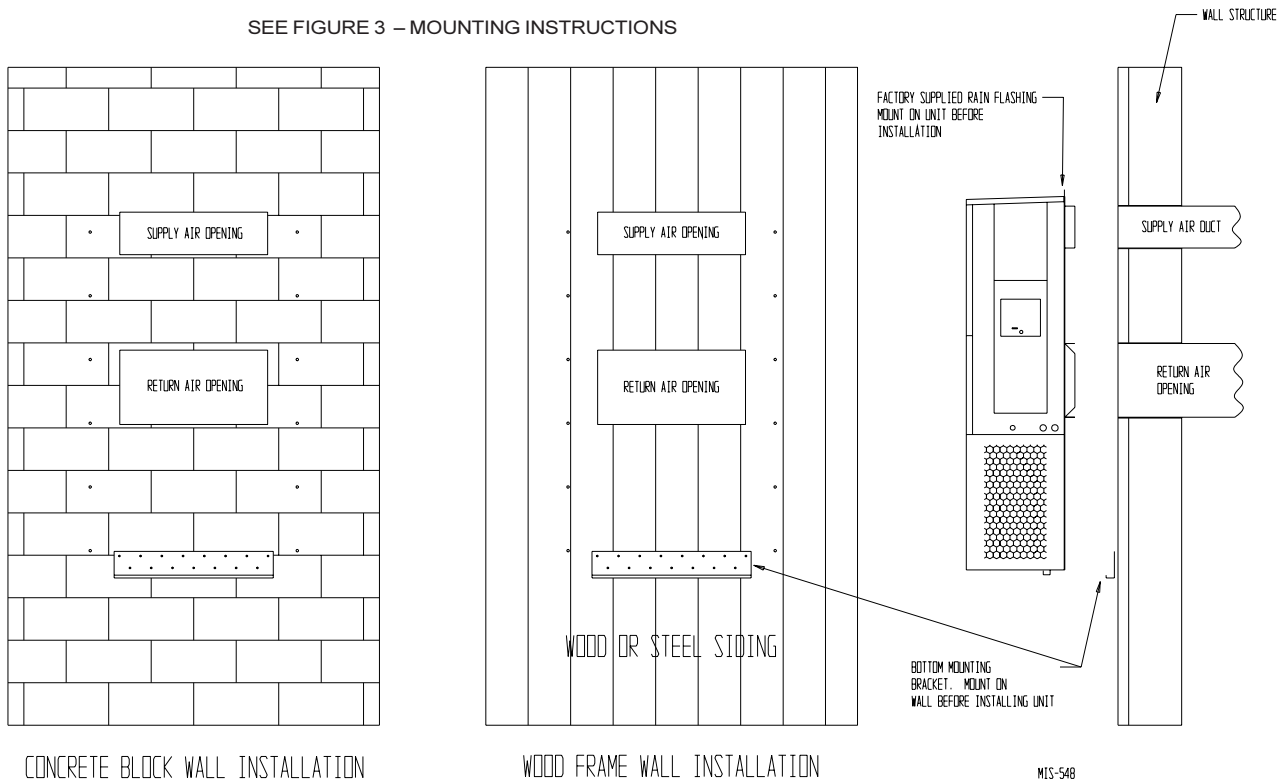 SEE FIGURE 3 – MOUNTING INSTRUCTIONS
WALL STRUCTURE
FACTORY SUPPLIED RAIN FLASHING
MOUNT ON UNIT BEFORE
INSTALLATION
SUPPLY AIR OPENING
SUPPLY AIR OPENING
SUPPLY AIR DUCT
RETURN AIR OPENING
RETURN AIR OPENING
RETURN AIR
OPENING
WOOD OR STEEL SIDING
BOTTOM MOUNTING
BRACKET. MOUNT ON
WALL BEFORE INSTALLING UNIT
CONCRETE BLOCK WALL INSTALLATION
WOOD FRAME WALL INSTALLATION
MIS-548